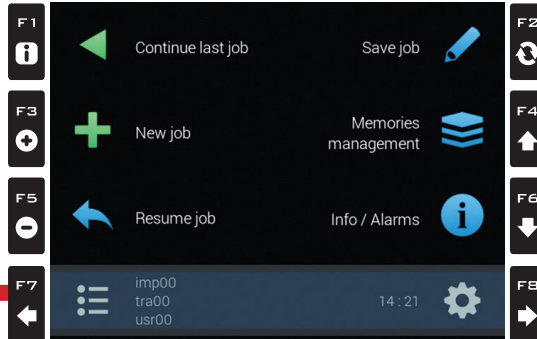 F1
F2
Continue last job
Save job
F3
F4
New job
Memories
management
F5
F6
Resume job
Info / Alarms
F7
F8
imp00
tra00
usr00
14 : 21